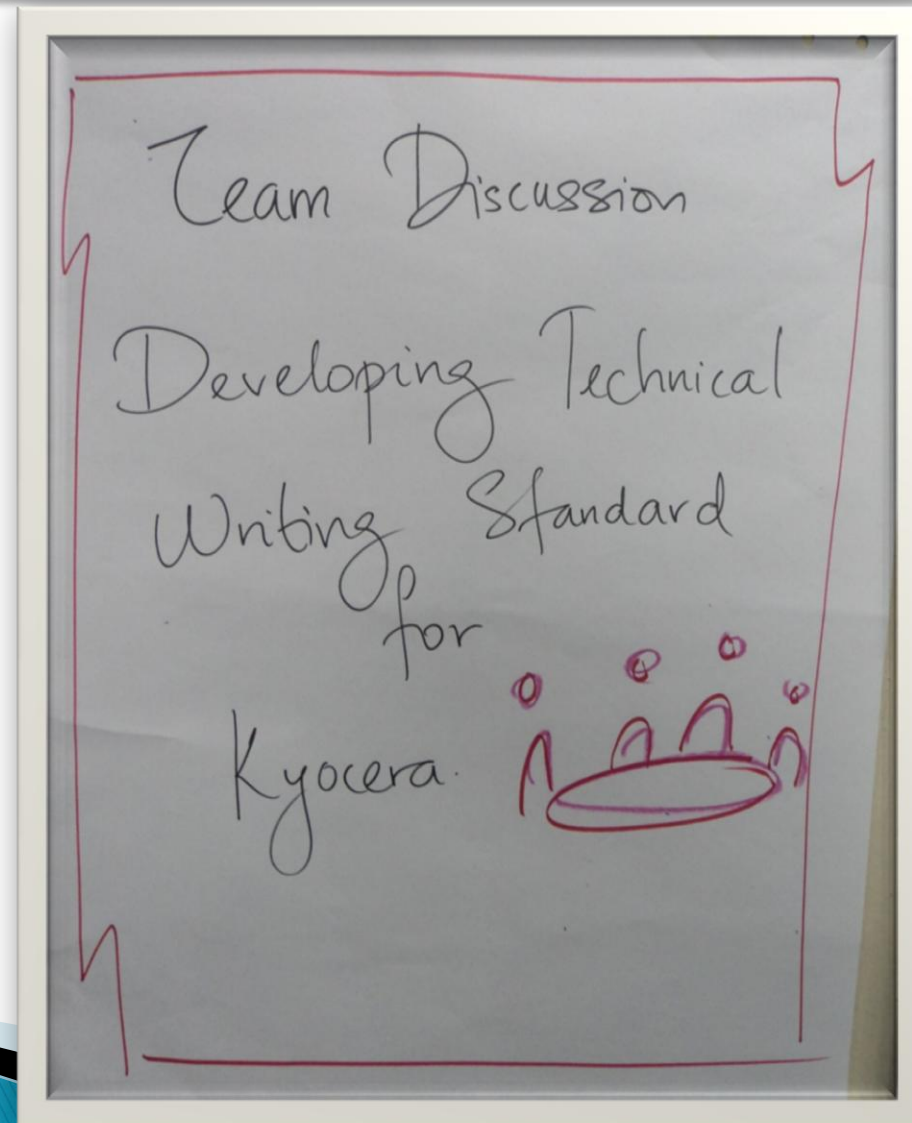 Team Discussion
Developing Technical
Writing Standard
for
Kyocera.